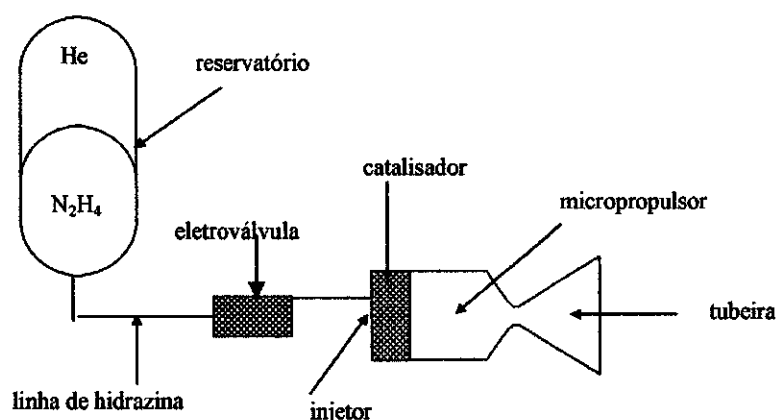 He
reservatório
catalisador
N₂H₄
micropropulsor
eletroválvula
tubeira
linha de hidrazina
injetor